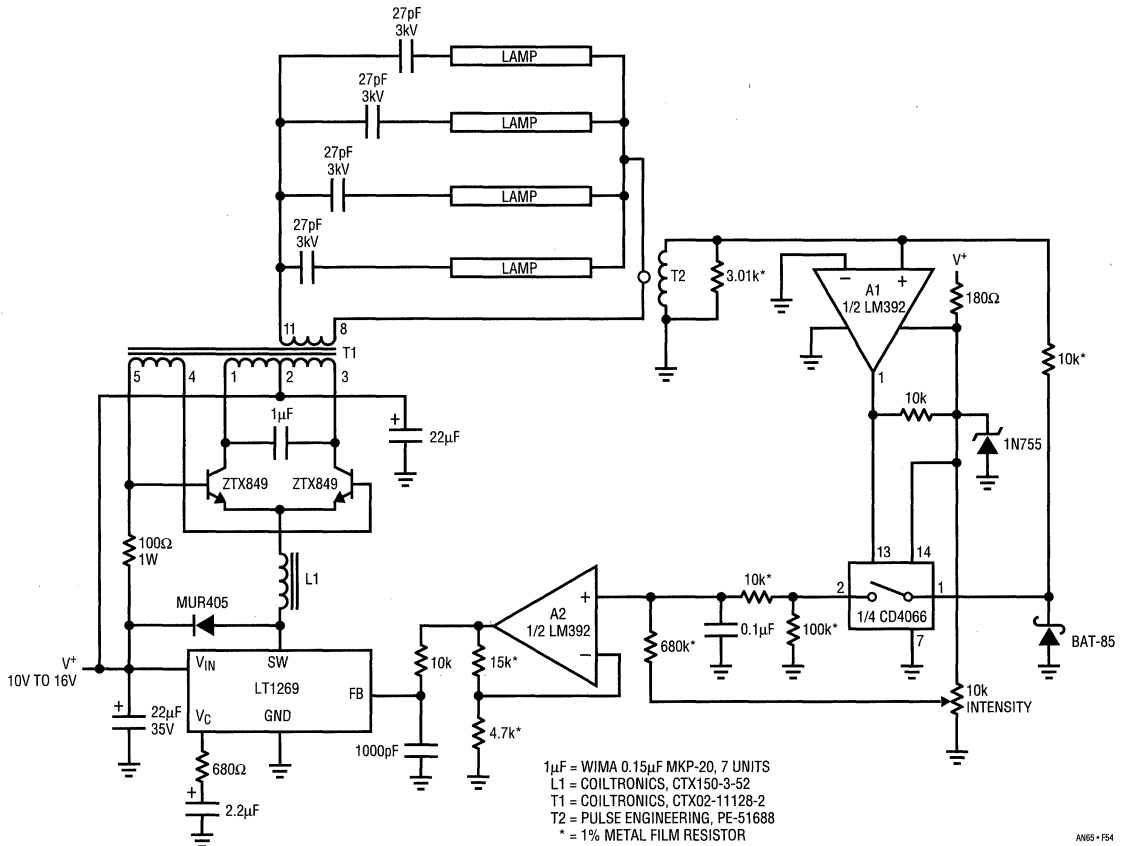 27pF
3kV
LAMP
27pF
3kV
LAMP
27pF
3kV
LAMP
27pF
3kV
LAMP
11
8
T1
5
4
1
2
3
T2
3.01k*
−
+
A1
1/2 LM392
1
V+
180Ω
10k*
10k
1N755
1µF
+
22µF
ZTX849
ZTX849
100Ω
1W
L1
MUR405
V+
10V TO 16V
VIN
SW
LT1269
FB
VC
GND
+
22µF
35V
680Ω
+
2.2µF
10k
1000pF
15k*
4.7k*
A2
1/2 LM392
+
−
680k*
0.1µF
10k*
100k*
2
13
14
1
1/4 CD4066
7
BAT-85
10k
INTENSITY
1µF = WIMA 0.15µF MKP-20, 7 UNITS
L1 = COILTRONICS, CTX150-3-52
T1 = COILTRONICS, CTX02-11128-2
T2 = PULSE ENGINEERING, PE-51688
* = 1% METAL FILM RESISTOR
AN65 • F54